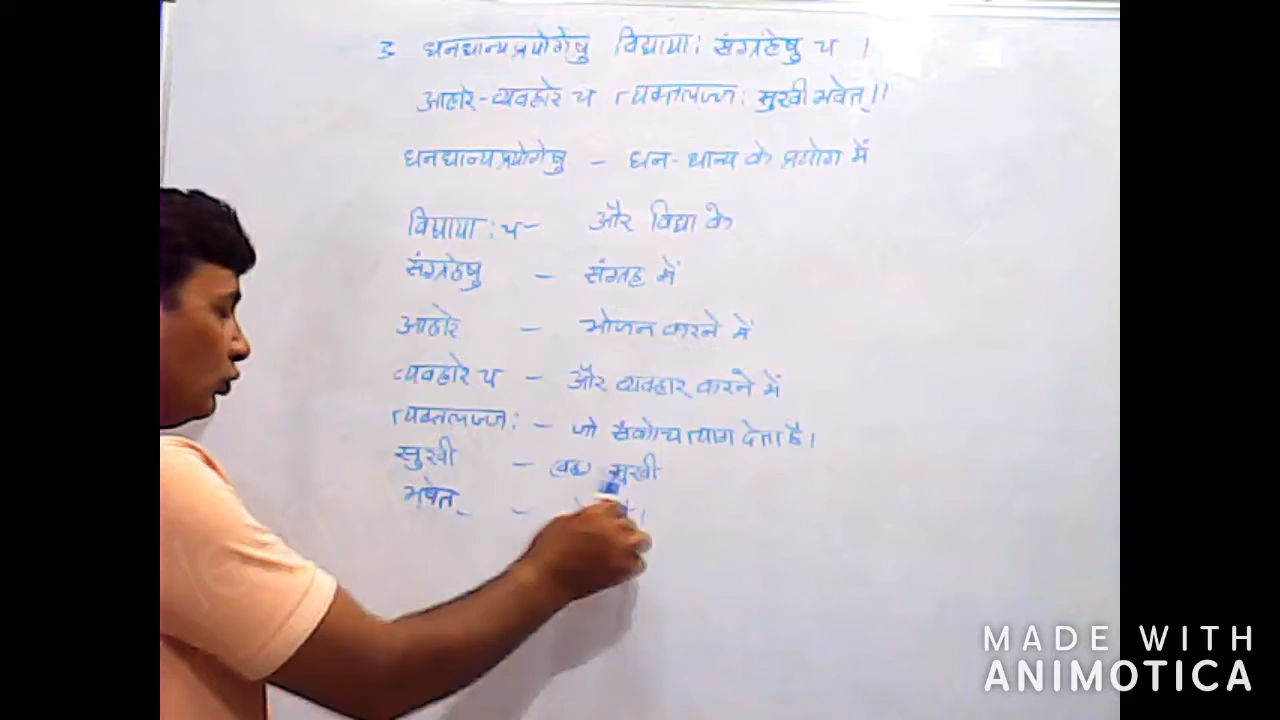 3 धनधान्यप्रयोगेषु विद्यायाः संग्रहेषु च ।
आहारे-व्यवहारे च त्यक्तलज्जः सुखी भवेत् ।।
धनधान्यप्रयोगेषु - धन-धान्य के प्रयोग में
विद्यायाः च - और विद्या के
संग्रहेषु - संग्रह में
आहारे - भोजन करने में
व्यवहारे च - और व्यवहार करने में
त्यक्तलज्जः - जो संकोच त्याग देता है।
सुखी - (वह) सुखी
भवेत् -
MADE WITH
ANIMOTICA